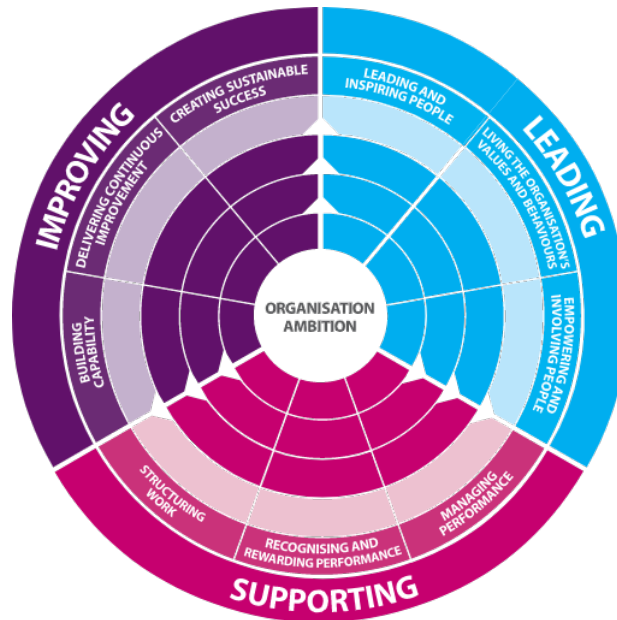 IMPROVING
CREATING SUSTAINABLE
SUCCESS
DELIVERING CONTINUOUS
IMPROVEMENT
BUILDING
CAPABILITY
LEADING
LEADING AND
INSPIRING PEOPLE
LIVING THE ORGANISATION'S
VALUES AND BEHAVIOURS
EMPOWERING AND
INVOLVING PEOPLE
ORGANISATION
AMBITION
STRUCTURING
WORK
RECOGNISING AND
REWARDING PERFORMANCE
MANAGING
PERFORMANCE
SUPPORTING